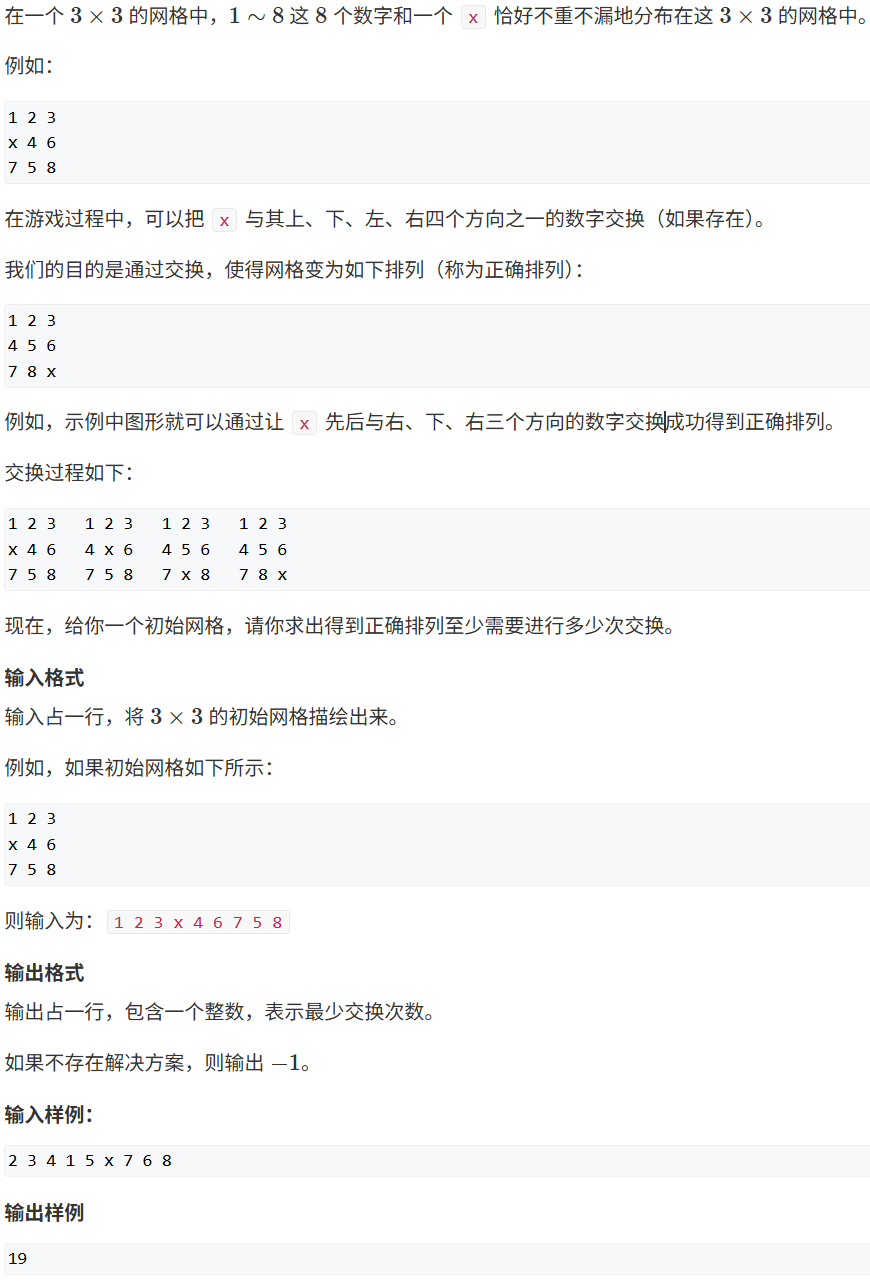 在一个 3 × 3 的网格中，1 ∼ 8 这 8 个数字和一个 x 恰好不重不漏地分布在这 3 × 3 的网格中。
例如：
1 2 3
x 4 6
7 5 8
在游戏过程中，可以把 x 与其上、下、左、右四个方向之一的数字交换（如果存在）。
我们的目的是通过交换，使得网格变为如下排列（称为正确排列）：
1 2 3
4 5 6
7 8 x
例如，示例中图形就可以通过让 x 先后与右、下、右三个方向的数字交换成功得到正确排列。
交换过程如下：
1 2 3   1 2 3   1 2 3   1 2 3
x 4 6   4 x 6   4 5 6   4 5 6
7 5 8   7 5 8   7 x 8   7 8 x
现在，给你一个初始网格，请你求出得到正确排列至少需要进行多少次交换。
输入格式
输入占一行，将 3 × 3 的初始网格描绘出来。
例如，如果初始网格如下所示：
1 2 3
x 4 6
7 5 8
则输入为： 1 2 3 x 4 6 7 5 8
输出格式
输出占一行，包含一个整数，表示最少交换次数。
如果不存在解决方案，则输出 −1。
输入样例：
2 3 4 1 5 x 7 6 8
输出样例
19